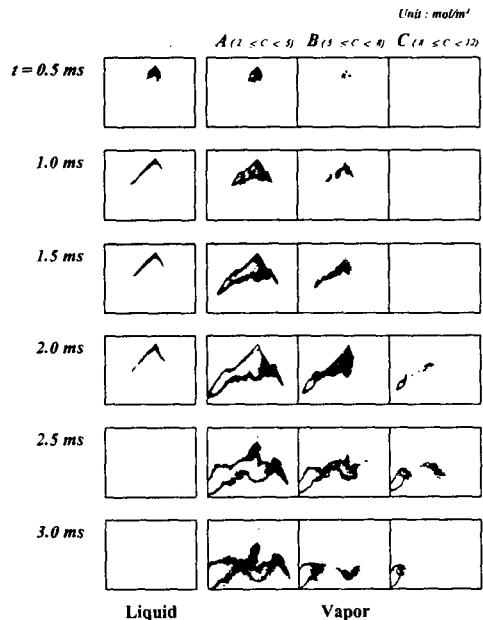 Unit : mol/m³
A (2 ≤ C < 5) B (5 ≤ C < 8) C (8 ≤ C < 12)
t = 0.5 ms
1.0 ms
1.5 ms
2.0 ms
2.5 ms
3.0 ms
Liquid Vapor